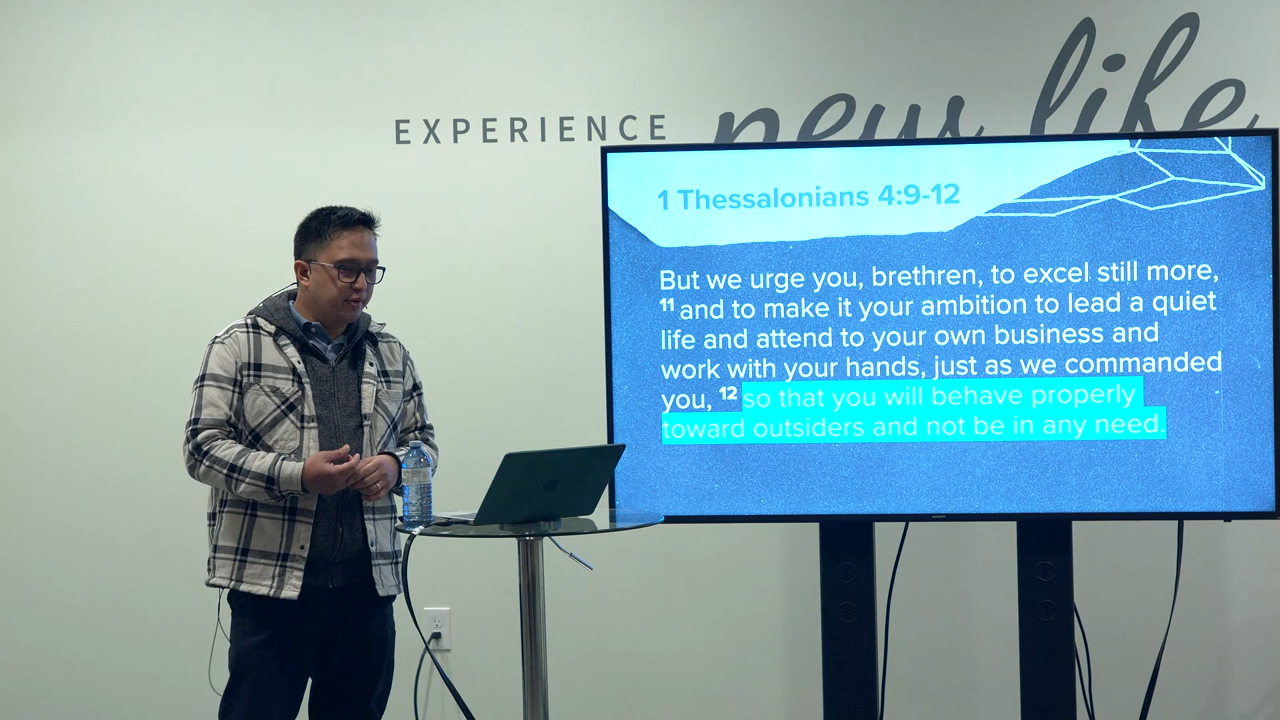 EXPERIENCE new life
1 Thessalonians 4:9-12
But we urge you, brethren, to excel still more,
11 and to make it your ambition to lead a quiet
life and attend to your own business and
work with your hands, just as we commanded
you, 12 so that you will behave properly
toward outsiders and not be in any need.